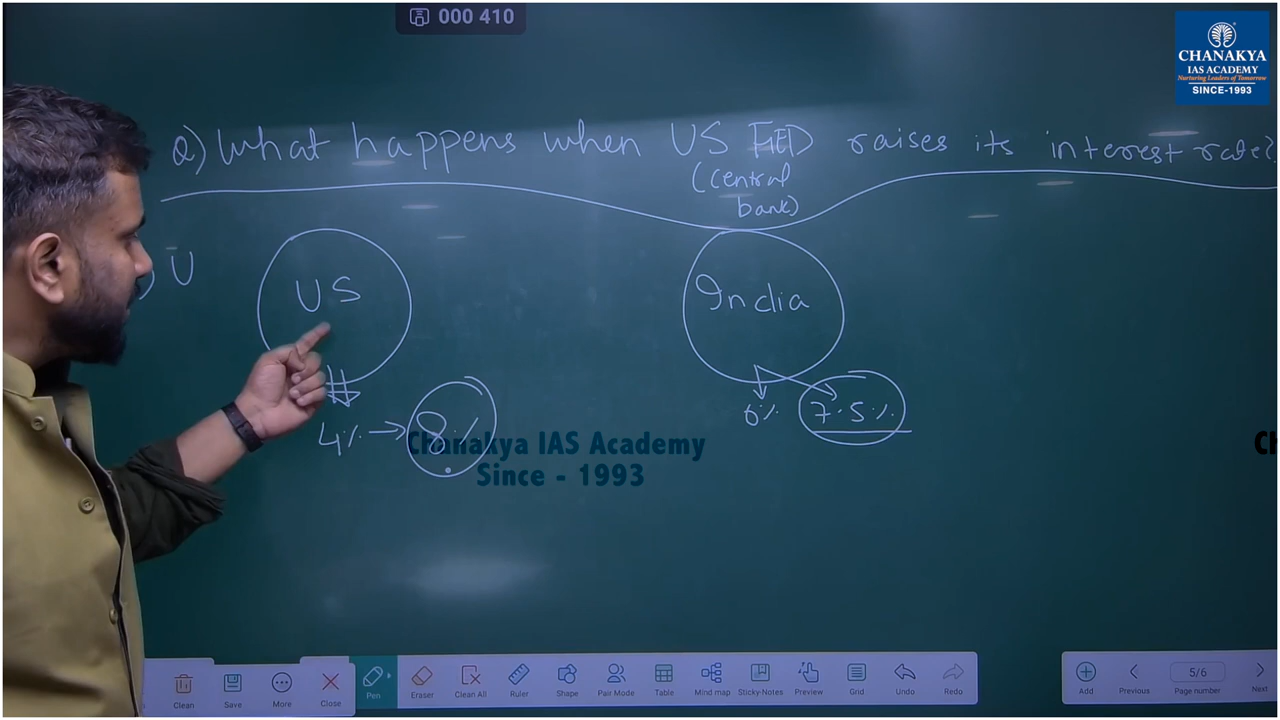 000 410
CHANAKYA
IAS ACADEMY
Nurturing Leaders of Tomorrow
SINCE-1993
Q) What happens when US FED raises its interest rate?
(Central
bank)
U
US
India
4% → 8%
6% 7.5%
Chanakya IAS Academy
Since - 1993
Ch
Clean
Save
More
Close
Pen
Eraser
Clean All
Ruler
Shape
Pair Mode
Table
Mind map
Sticky-Notes
Preview
Grid
Undo
Redo
Add
Previous
5/6
Page number
Next